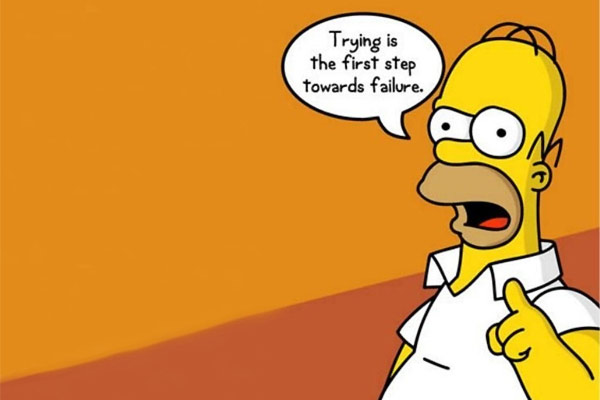 Trying is
the first step
towards failure.